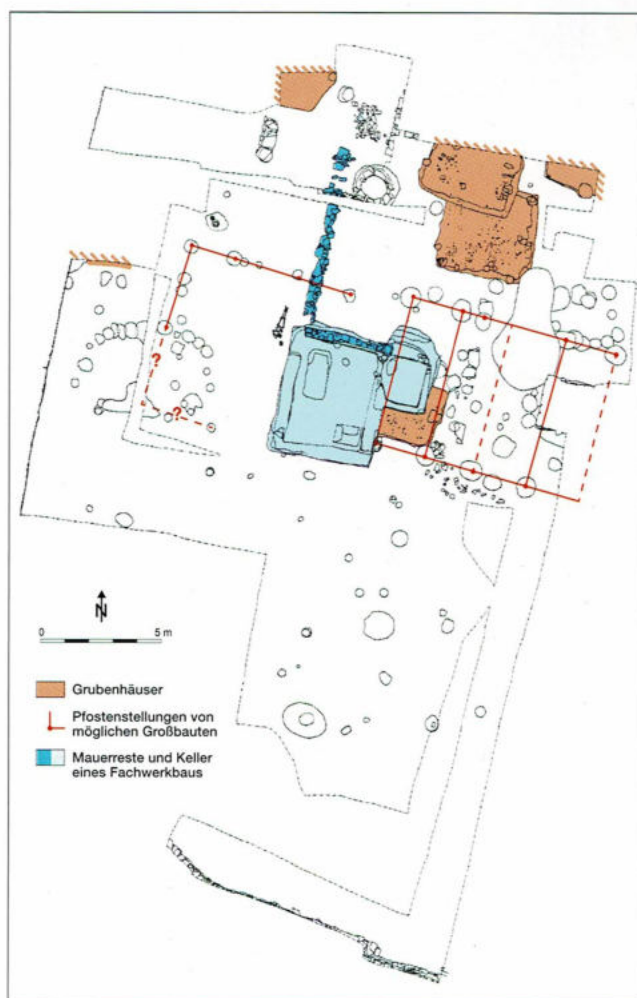 ?
?
N
0 5 m
Grubenhäuser
Pfostenstellungen von
möglichen Großbauten
Mauerreste und Keller
eines Fachwerkbaus